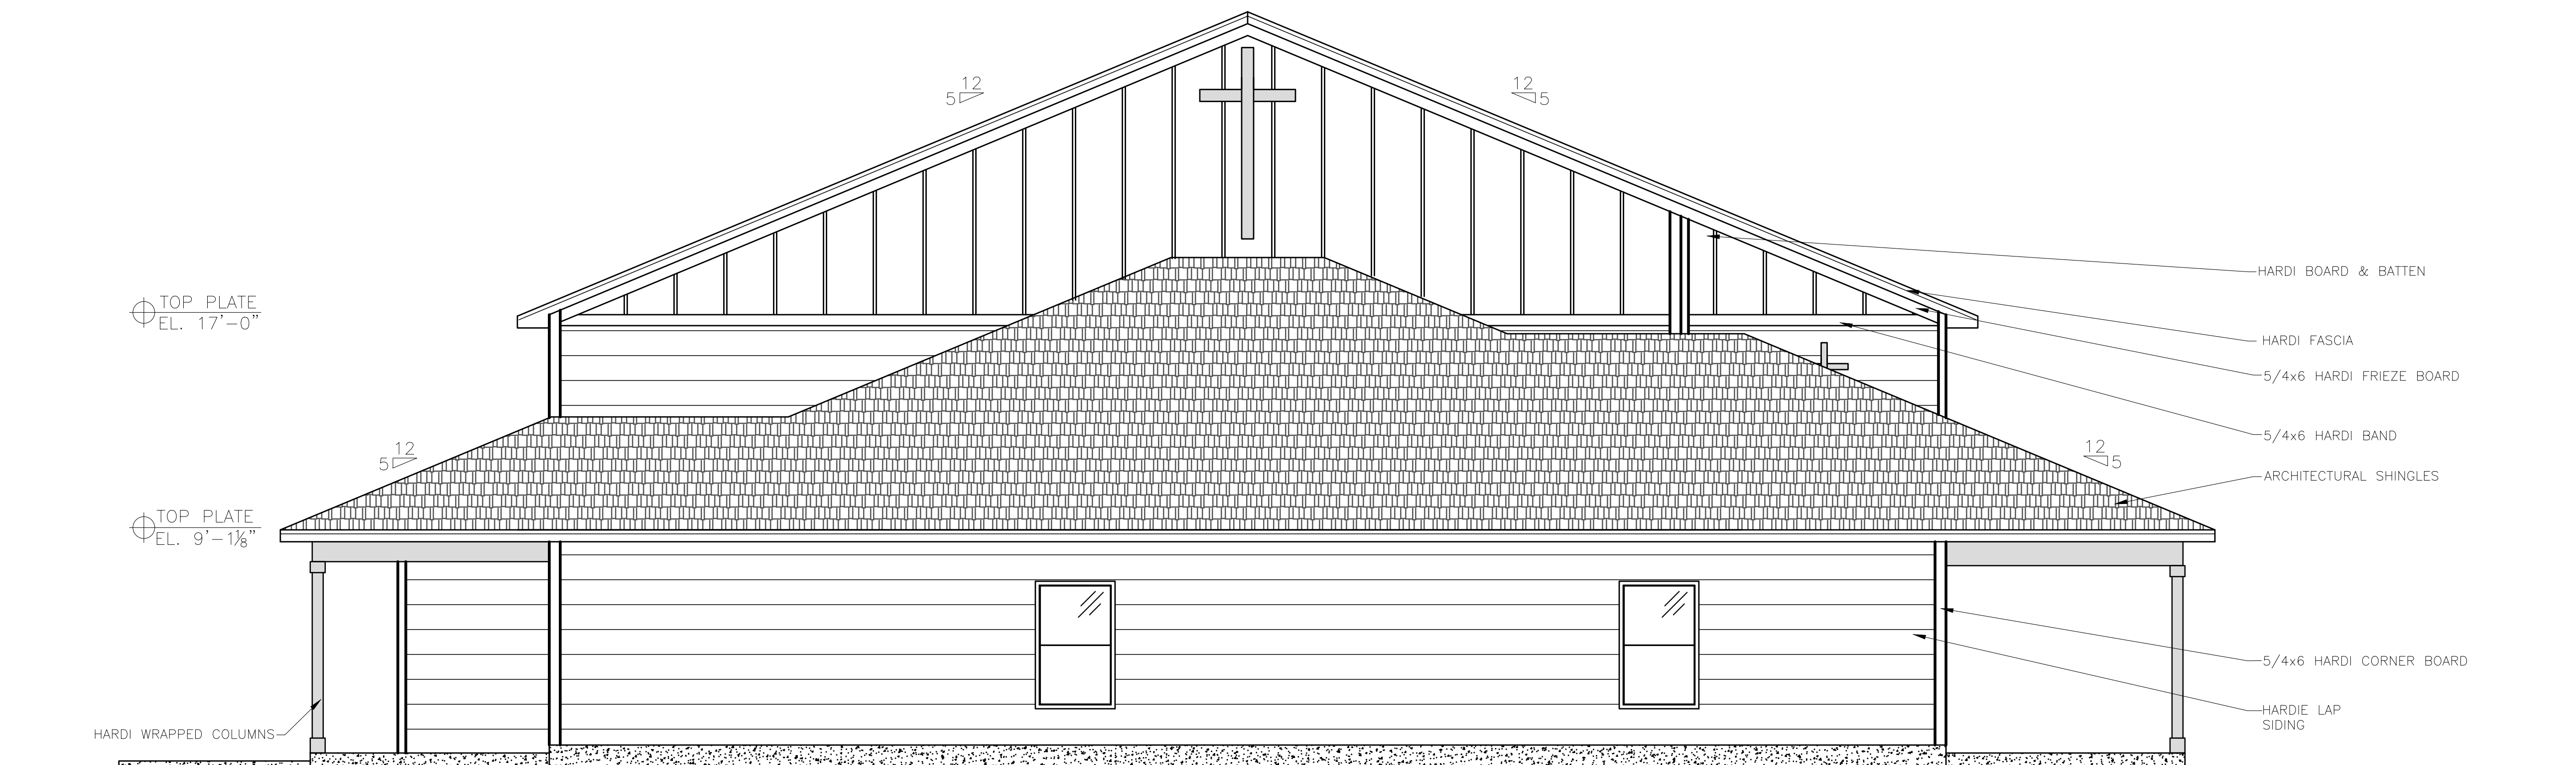 12
5
12
5
TOP PLATE
EL. 17'-0"
HARDI BOARD & BATTEN
HARDI FASCIA
5/4x6 HARDI FRIEZE BOARD
5/4x6 HARDI BAND
12
5
12
5
ARCHITECTURAL SHINGLES
TOP PLATE
EL. 9'-1⅛"
5/4x6 HARDI CORNER BOARD
HARDIE LAP
SIDING
HARDI WRAPPED COLUMNS